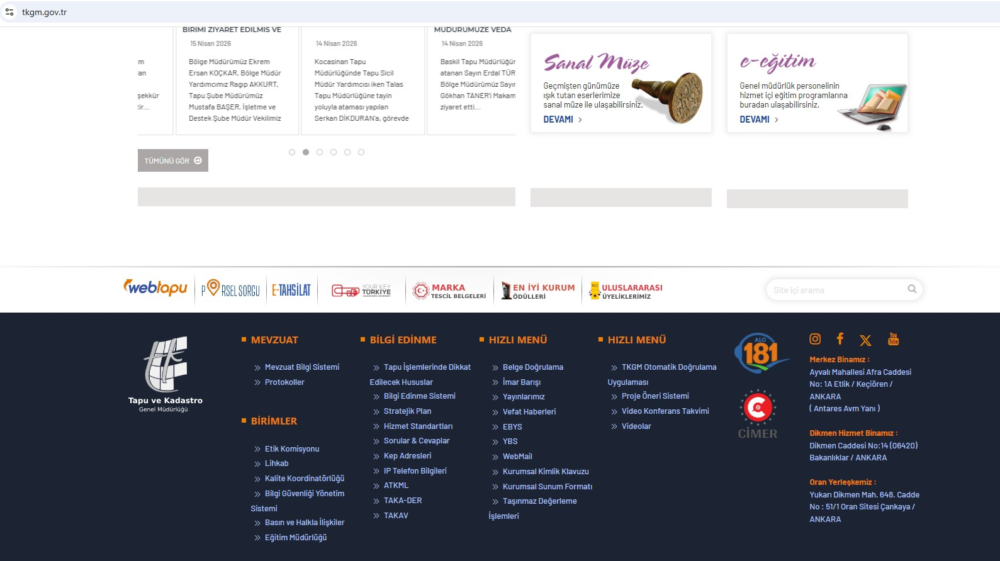 tkgm.gov.tr
BİRİMİ ZİYARET EDİLMİŞ VE
15 Nisan 2026
Bölge Müdürümüz Ekrem
Ersan KOÇKAR, Bölge Müdür
Yardımcımız Ragıp AKKURT,
Tapu Şube Müdürümüz
Mustafa BAŞER, İşletme ve
Destek Şube Müdür Vekilimiz
14 Nisan 2026
Kocasinan Tapu
Müdürlüğünde Tapu Sicil
Müdür Yardımcısı iken Talas
Tapu Müdürlüğüne tayin
yoluyla ataması yapılan
Serkan DİKDURAN'a, görevde
MÜDÜRÜMÜZE VEDA
14 Nisan 2026
Baskil Tapu Müdürlüğür
atanan Sayın Erdal TÜR
Bölge Müdürümüz Sayır
Gökhan TANER'i Makam
ziyaret etti...
TÜMÜNÜ GÖR
Sanal Müze
Geçmişten günümüze
ışık tutan eserlerimize
sanal müze ile ulaşabilirsiniz.
DEVAMI
e-eğitim
Genel müdürlük personelinin
hizmet içi eğitim programlarına
buradan ulaşabilirsiniz.
DEVAMI
webtapu
PARSEL SORGU
E-TAHSİLAT
YOUR KEY
TÜRKİYE
MARKA
TESCİL BELGELERİ
EN İYİ KURUM
ÖDÜLLERİ
ULUSLARARASI
ÜYELİKLERİMİZ
Site içi arama
Tapu ve Kadastro
Genel Müdürlüğü
MEVZUAT
Mevzuat Bilgi Sistemi
Protokoller
BİRİMLER
Etik Komisyonu
Lihkab
Kalite Koordinatörlüğü
Bilgi Güvenliği Yönetim
Sistemi
Basın ve Halkla İlişkiler
Eğitim Müdürlüğü
BİLGİ EDİNME
Tapu İşlemlerinde Dikkat
Edilecek Hususlar
Bilgi Edinme Sistemi
Stratejik Plan
Hizmet Standartları
Sorular & Cevaplar
Kep Adresleri
IP Telefon Bilgileri
ATKML
TAKA-DER
TAKAV
HIZLI MENÜ
Belge Doğrulama
İmar Barışı
Yayınlarımız
Vefat Haberleri
EBYS
YBS
WebMail
Kurumsal Kimlik Klavuzu
Kurumsal Sunum Formatı
Taşınmaz Değerleme
İşlemleri
HIZLI MENÜ
TKGM Otomatik Doğrulama
Uygulaması
Proje Öneri Sistemi
Video Konferans Takvimi
Videolar
ALO
181
CİMER
You
Tube
Merkez Binamız :
Ayvalı Mahallesi Afra Caddesi
No: 1A Etlik / Keçiören /
ANKARA
( Antares Avm Yanı )
Dikmen Hizmet Binamız :
Dikmen Caddesi No:14 (06420)
Bakanlıklar / ANKARA
Oran Yerleşkemiz :
Yukarı Dikmen Mah. 648. Cadde
No : 51/1 Oran Sitesi Çankaya /
ANKARA